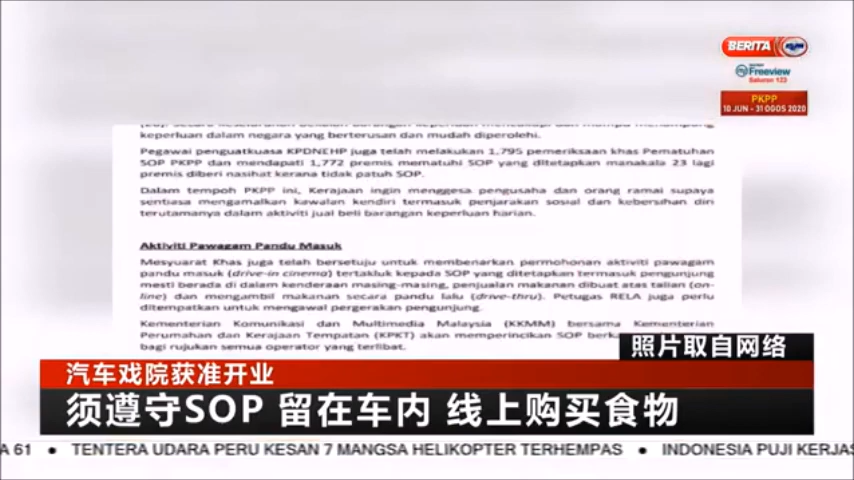 BERITA
Freeview
Saluran 123
PKPP
10 JUN - 31 OGOS 2020
keperluan dalam negara yang berterusan dan mudah diperolehi.
Pegawai penguatkuasa KPDNEHP juga telah melakukan 1,795 pemeriksaan khas Pematuhan
SOP PKPP dan mendapati 1,772 premis mematuhi SOP yang ditetapkan manakala 23 lagi
premis diberi nasihat kerana tidak patuh SOP.
Dalam tempoh PKPP ini, Kerajaan ingin menggesa pengusaha dan orang ramai supaya
sentiasa mengamalkan kawalan kendiri termasuk penjarakan sosial dan kebersihan diri
terutamanya dalam aktiviti jual beli barangan keperluan harian.
Aktiviti Pawagam Pandu Masuk
Mesyuarat Khas juga telah bersetuju untuk membenarkan permohonan aktiviti pawagam
pandu masuk (drive-in cinema) tertakluk kepada SOP yang ditetapkan termasuk pengunjung
mesti berada di dalam kenderaan masing-masing, penjualan makanan dibuat atas talian (on-
line) dan mengambil makanan secara pandu lalu (drive-thru). Petugas RELA juga perlu
ditempatkan untuk mengawal pergerakan pengunjung.
Kementerian Komunikasi dan Multimedia Malaysia (KKMM) bersama Kementerian
Perumahan dan Kerajaan Tempatan (KPKT) akan memperincikan SOP
bagi rujukan semua operator yang terlibat.
照片取自网络
汽车戏院获准开业
须遵守SOP 留在车内 线上购买食物
A 61 • TENTERA UDARA PERU KESAN 7 MANGSA HELIKOPTER TERHEMPAS • INDONESIA PUJI KERJAS